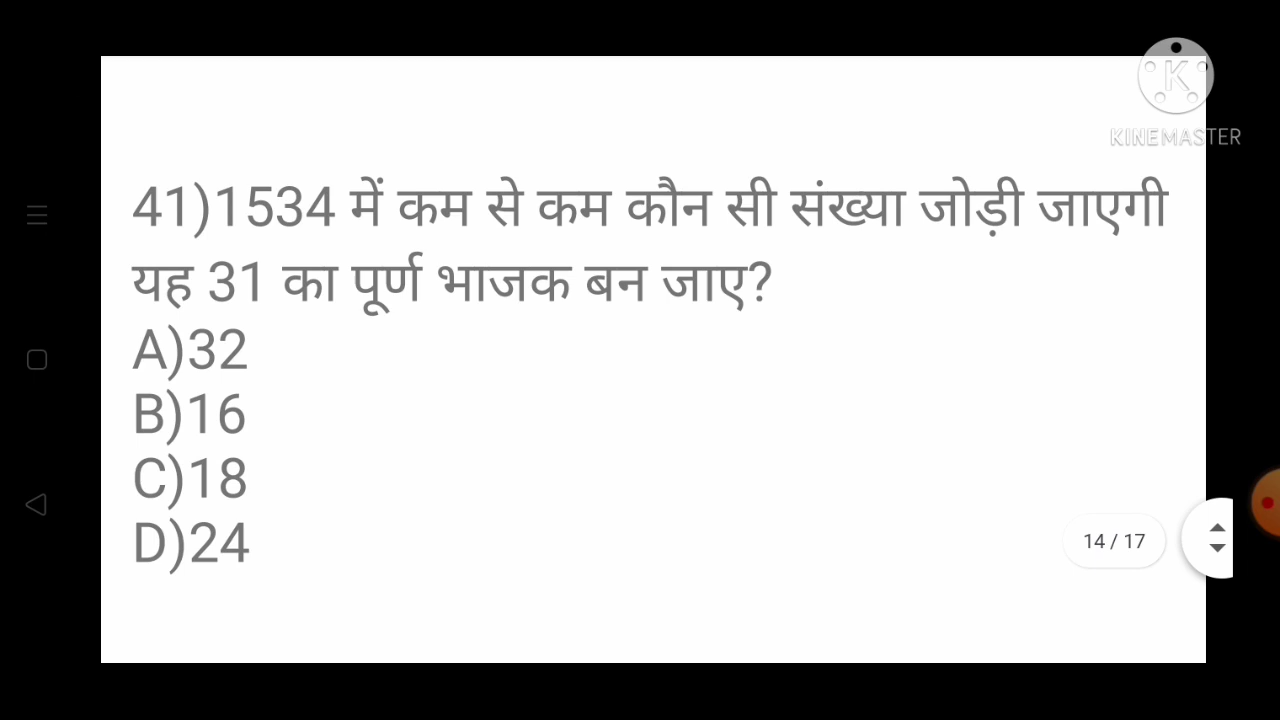 KINEMASTER
41)1534 में कम से कम कौन सी संख्या जोड़ी जाएगी
यह 31 का पूर्ण भाजक बन जाए?
A)32
B)16
C)18
D)24
14 / 17